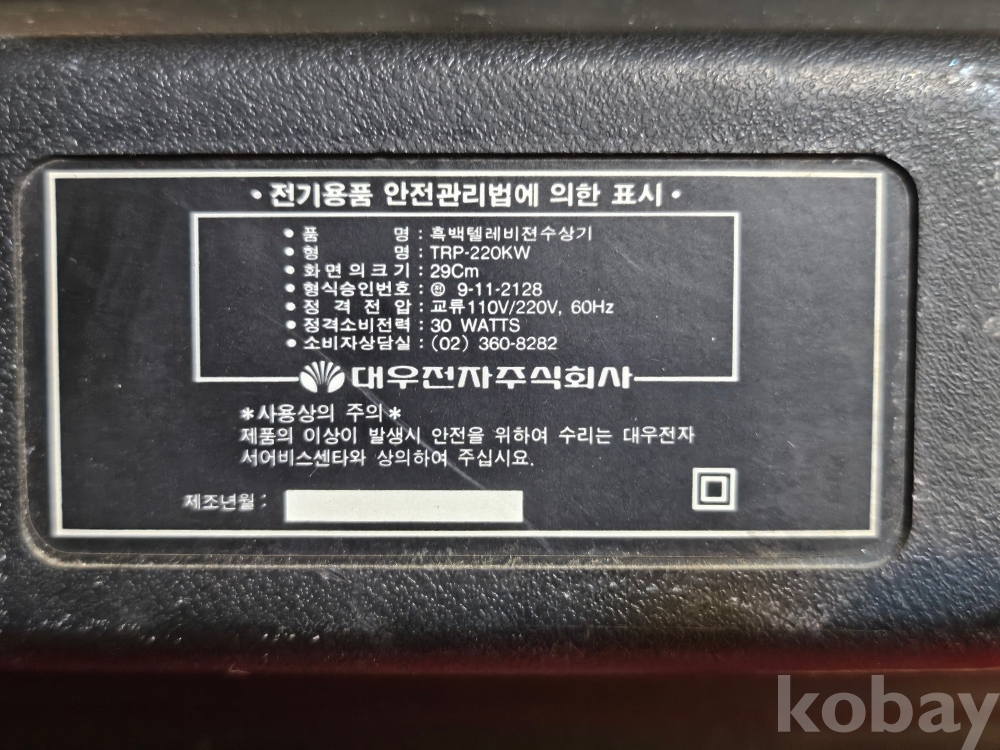 • 전기용품 안전관리법에 의한 표시 •
• 품 명 : 흑백텔레비젼수상기
• 형 명 : TRP-220KW
• 화면의크기 : 29Cm
• 형식승인번호 : ㉾ 9-11-2128
• 정격전압 : 교류110V/220V, 60Hz
• 정격소비전력 : 30 WATTS
• 소비자상담실 : (02) 360-8282
대우전자주식회사
*사용상의 주의*
제품의 이상이 발생시 안전을 위하여 수리는 대우전자
서어비스센타와 상의하여 주십시요.
제조년월 :
kobay